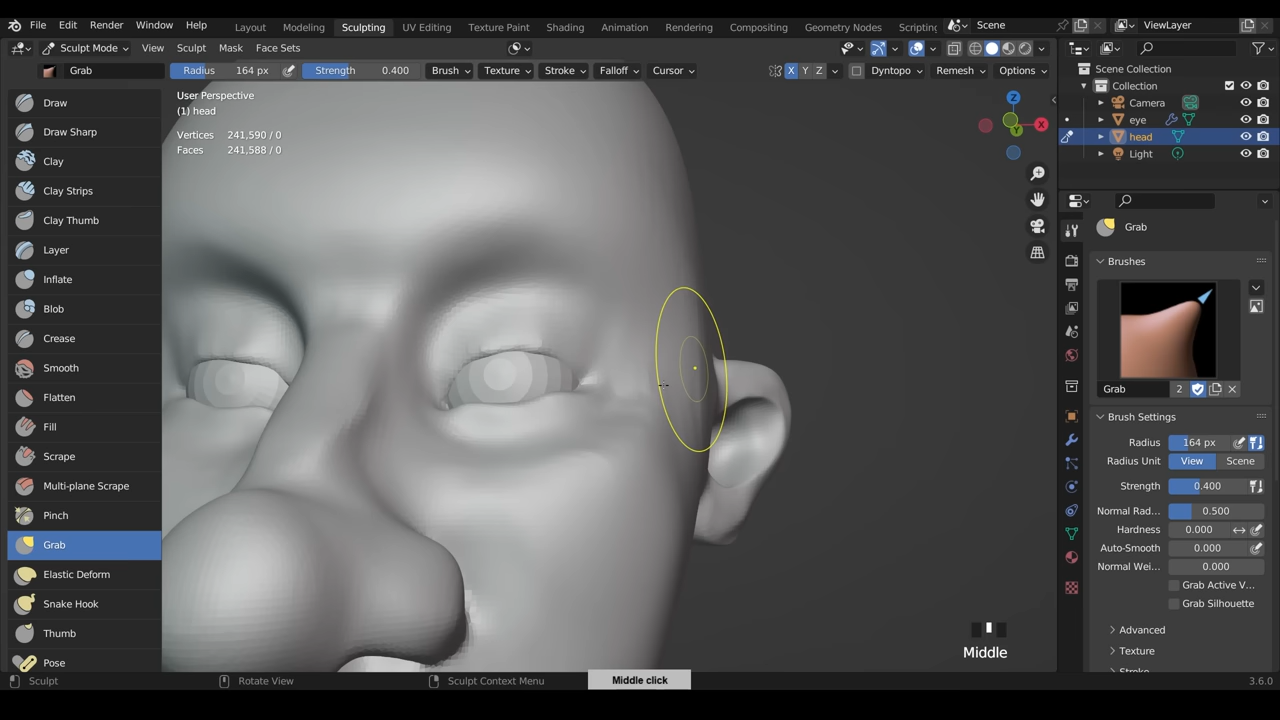 File Edit Render Window Help
Layout Modeling Sculpting UV Editing Texture Paint Shading Animation Rendering Compositing Geometry Nodes Scripting
Scene
ViewLayer
Sculpt Mode View Sculpt Mask Face Sets
Grab
Radius 164 px
Strength 0.400
Brush Texture Stroke Falloff Cursor
X Y Z
Dyntopo Remesh Options
User Perspective
(1) head
Vertices 241,590 / 0
Faces 241,588 / 0
Draw
Draw Sharp
Clay
Clay Strips
Clay Thumb
Layer
Inflate
Blob
Crease
Smooth
Flatten
Fill
Scrape
Multi-plane Scrape
Pinch
Grab
Elastic Deform
Snake Hook
Thumb
Pose
Z
X
Y
Middle
Scene Collection
Collection
Camera
eye
head
Light
Grab
Brushes
Grab 2
Brush Settings
Radius 164 px
Radius Unit View Scene
Strength 0.400
Normal Rad... 0.500
Hardness 0.000
Auto-Smooth 0.000
Normal Wei... 0.000
Grab Active V...
Grab Silhouette
Advanced
Texture
Stroke
Sculpt
Rotate View
Sculpt Context Menu
Middle click
3.6.0